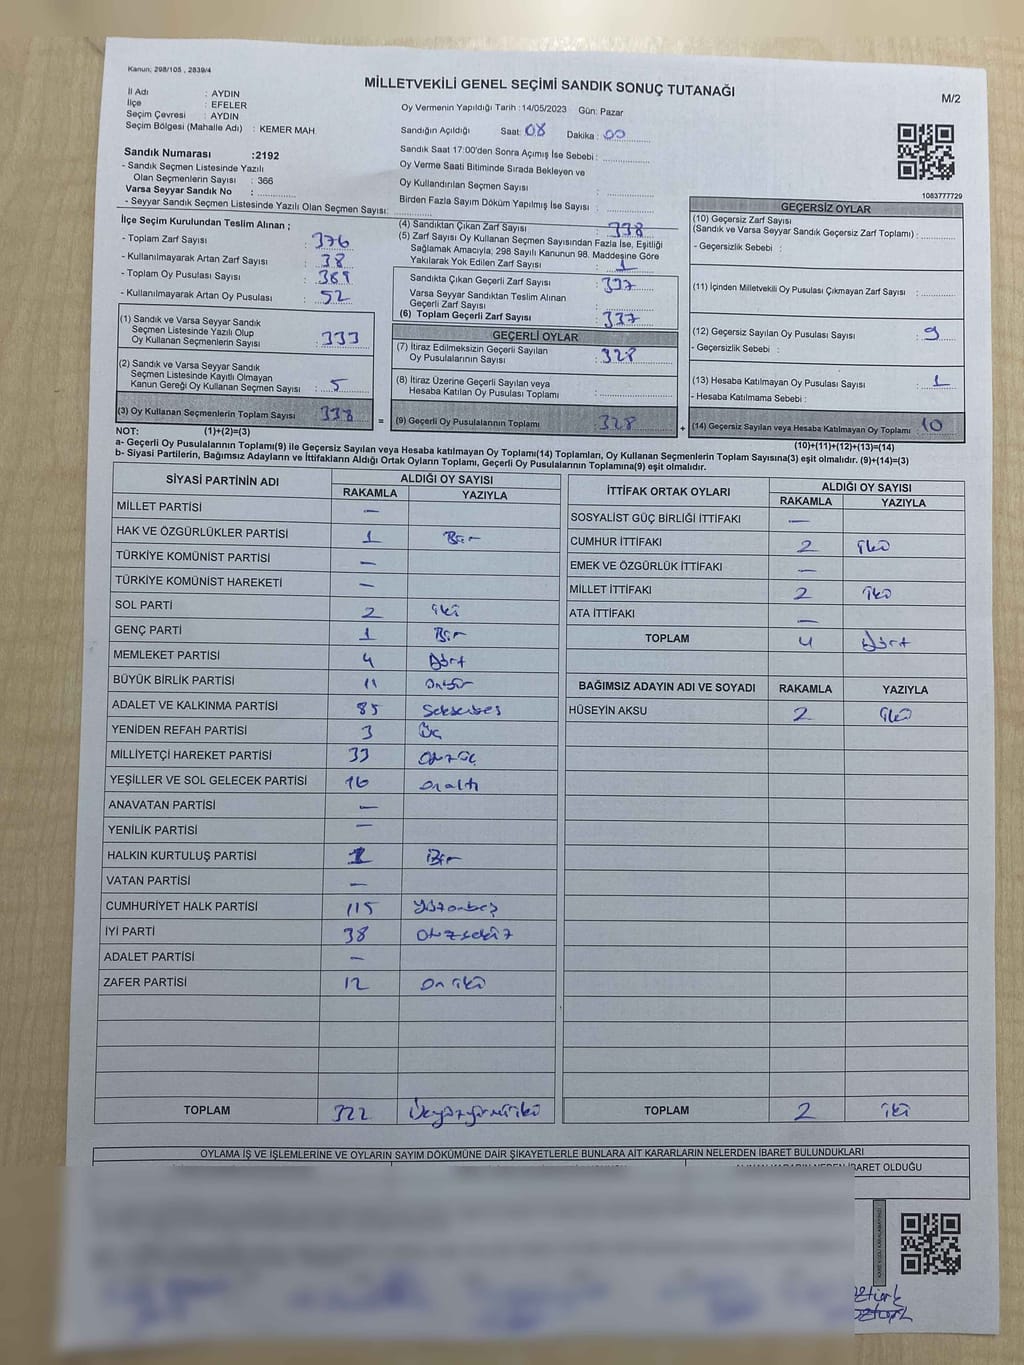 Kanun; 298/105 , 2839/4
MİLLETVEKİLİ GENEL SEÇİMİ SANDIK SONUÇ TUTANAĞI
M/2
İl Adı : AYDIN
İlçe : EFELER
Seçim Çevresi : AYDIN
Seçim Bölgesi (Mahalle Adı) : KEMER MAH
Oy Vermenin Yapıldığı Tarih :14/05/2023 Gün: Pazar
Sandığın Açıldığı Saat: 08 Dakika : 00
Sandık Saat 17:00'den Sonra Açımış İse Sebebi :
Oy Verme Saati Bitiminde Sırada Bekleyen ve
Oy Kullandırılan Seçmen Sayısı :
Birden Fazla Sayım Döküm Yapılmış İse Sayısı :
1083777729
Sandık Numarası :2192
- Sandık Seçmen Listesinde Yazılı
Olan Seçmenlerin Sayısı : 366
Varsa Seyyar Sandık No :
- Seyyar Sandık Seçmen Listesinde Yazılı Olan Seçmen Sayısı:
İlçe Seçim Kurulundan Teslim Alınan ;
- Toplam Zarf Sayısı : 376
- Kullanılmayarak Artan Zarf Sayısı : 38
- Toplam Oy Pusulası Sayısı : 389
- Kullanılmayarak Artan Oy Pusulası : 52
(1) Sandık ve Varsa Seyyar Sandık
Seçmen Listesinde Yazılı Olup
Oy Kullanan Seçmenlerin Sayısı : 333
(2) Sandık ve Varsa Seyyar Sandık
Seçmen Listesinde Kayıtlı Olmayan
Kanun Gereği Oy Kullanan Seçmen Sayısı : 5
(3) Oy Kullanan Seçmenlerin Toplam Sayısı : 338
(4) Sandıktan Çıkan Zarf Sayısı : 338
(5) Zarf Sayısı Oy Kullanan Seçmen Sayısından Fazla İse, Eşitliği
Sağlamak Amacıyla, 298 Sayılı Kanunun 98. Maddesine Göre
Yakılarak Yok Edilen Zarf Sayısı : 1
Sandıkta Çıkan Geçerli Zarf Sayısı : 337
Varsa Seyyar Sandıktan Teslim Alınan
Geçerli Zarf Sayısı :
(6) Toplam Geçerli Zarf Sayısı : 337
GEÇERLİ OYLAR
(7) İtiraz Edilmeksizin Geçerli Sayılan
Oy Pusulalarının Sayısı : 328
(8) İtiraz Üzerine Geçerli Sayılan veya
Hesaba Katılan Oy Pusulası Toplamı :
= (9) Geçerli Oy Pusulalarının Toplamı : 328
GEÇERSİZ OYLAR
(10) Geçersiz Zarf Sayısı
(Sandık ve Varsa Seyyar Sandık Geçersiz Zarf Toplamı) :
- Geçersizlik Sebebi :
(11) İçinden Milletvekili Oy Pusulası Çıkmayan Zarf Sayısı :
(12) Geçersiz Sayılan Oy Pusulası Sayısı : 9
- Geçersizlik Sebebi :
(13) Hesaba Katılmayan Oy Pusulası Sayısı : 1
- Hesaba Katılmama Sebebi :
+ (14) Geçersiz Sayılan veya Hesaba Katılmayan Oy Toplamı : 10
NOT: (1)+(2)=(3)
(10)+(11)+(12)+(13)=(14)
a- Geçerli Oy Pusulalarının Toplamı(9) ile Geçersiz Sayılan veya Hesaba katılmayan Oy Toplamı(14) Toplamları, Oy Kullanan Seçmenlerin Toplam Sayısına(3) eşit olmalıdır. (9)+(14)=(3)
b- Siyasi Partilerin, Bağımsız Adayların ve İttifakların Aldığı Ortak Oyların Toplamı, Geçerli Oy Pusulalarının Toplamına(9) eşit olmalıdır.
SİYASİ PARTİNİN ADI ALDIĞI OY SAYISI
RAKAMLA YAZIYLA
MİLLET PARTİSİ —
HAK VE ÖZGÜRLÜKLER PARTİSİ 1 Bir
TÜRKİYE KOMÜNİST PARTİSİ —
TÜRKİYE KOMÜNİST HAREKETİ —
SOL PARTİ 2 iki
GENÇ PARTİ 1 Bir
MEMLEKET PARTİSİ 4 Dört
BÜYÜK BİRLİK PARTİSİ 11 onbir
ADALET VE KALKINMA PARTİSİ 85 Seksenbeş
YENİDEN REFAH PARTİSİ 3 Üç
MİLLİYETÇİ HAREKET PARTİSİ 33 Otuzüç
YEŞİLLER VE SOL GELECEK PARTİSİ 16 onaltı
ANAVATAN PARTİSİ —
YENİLİK PARTİSİ —
HALKIN KURTULUŞ PARTİSİ 1 Bir
VATAN PARTİSİ —
CUMHURİYET HALK PARTİSİ 115 Yüzonbeş
İYİ PARTİ 38 Otuzsekiz
ADALET PARTİSİ —
ZAFER PARTİSİ 12 On iki
TOPLAM 322 Üçyüzyirmiiki
İTTİFAK ORTAK OYLARI ALDIĞI OY SAYISI
RAKAMLA YAZIYLA
SOSYALİST GÜÇ BİRLİĞİ İTTİFAKI —
CUMHUR İTTİFAKI 2 iki
EMEK VE ÖZGÜRLÜK İTTİFAKI —
MİLLET İTTİFAKI 2 iki
ATA İTTİFAKI —
TOPLAM 4 Dört
BAĞIMSIZ ADAYIN ADI VE SOYADI RAKAMLA YAZIYLA
HÜSEYİN AKSU 2 iki
TOPLAM 2 iki
OYLAMA İŞ VE İŞLEMLERİNE VE OYLARIN SAYIM DÖKÜMÜNE DAİR ŞİKAYETLERLE BUNLARA AİT KARARLARIN NELERDEN İBARET BULUNDUKLARI
İBARET OLDUĞU